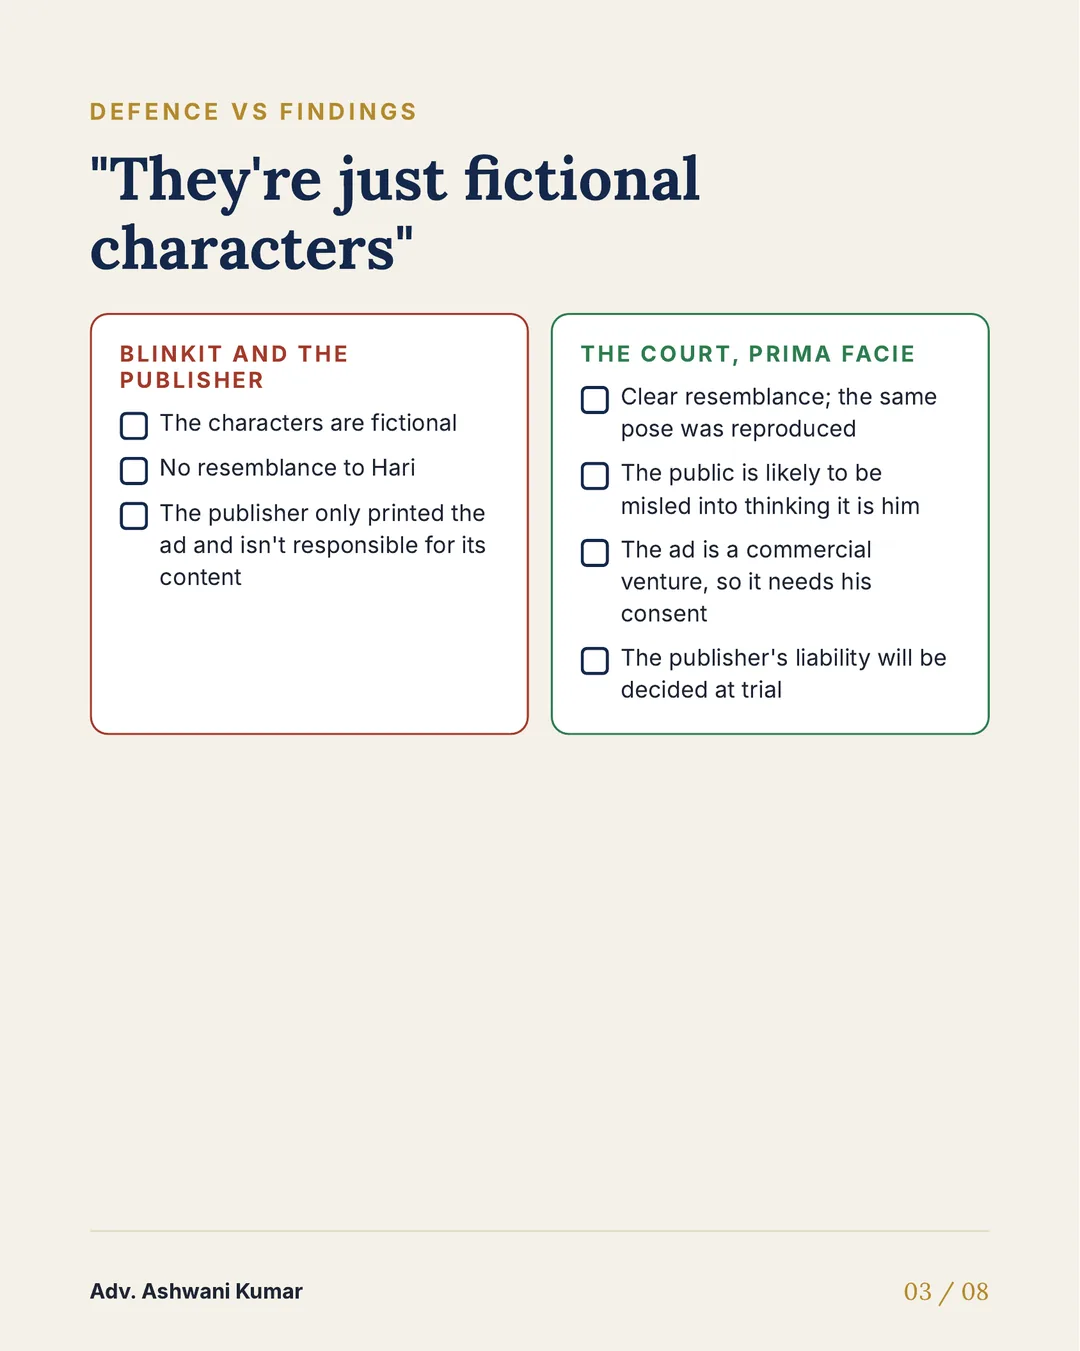 DEFENCE VS FINDINGS
"They're just fictional
characters"
BLINKIT AND THE
PUBLISHER
The characters are fictional
No resemblance to Hari
The publisher only printed the
ad and isn't responsible for its
content
THE COURT, PRIMA FACIE
Clear resemblance; the same
pose was reproduced
The public is likely to be
misled into thinking it is him
The ad is a commercial
venture, so it needs his
consent
The publisher's liability will be
decided at trial
Adv. Ashwani Kumar
03 / 08